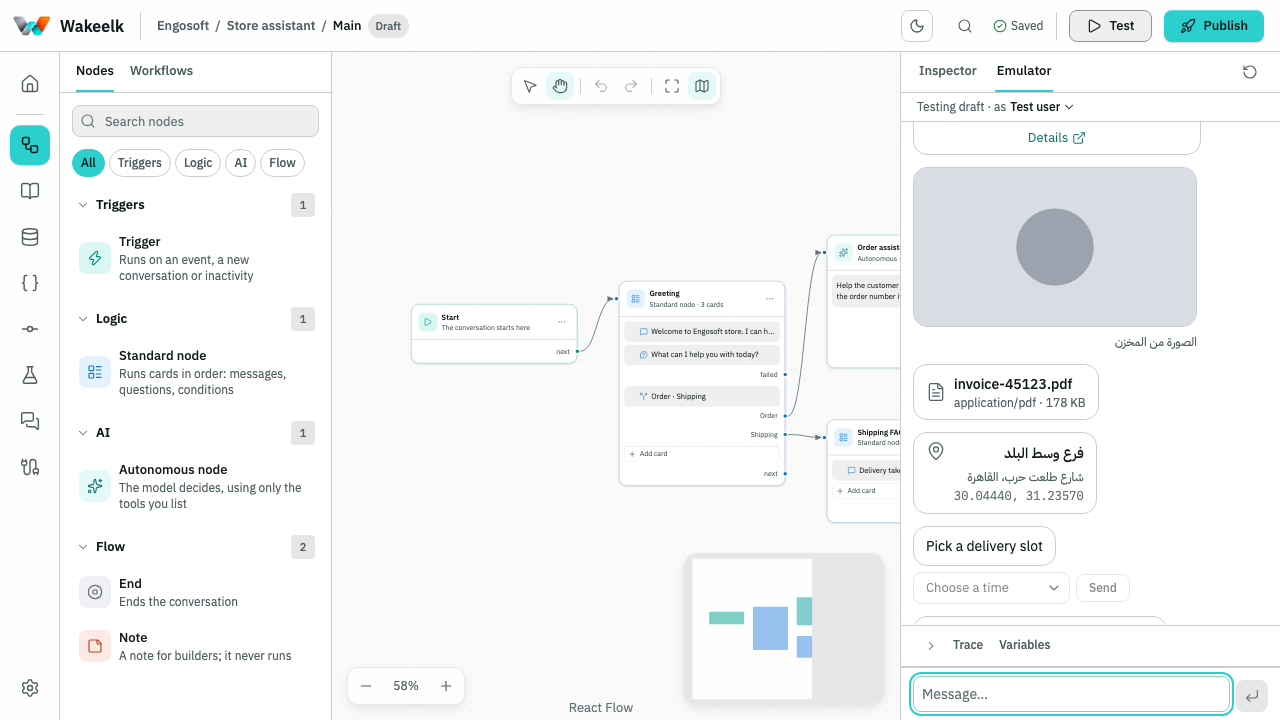 Wakeelk
Engosoft / Store assistant / Main
Draft
Saved
Test
Publish
Nodes
Workflows
Search nodes
All
Triggers
Logic
AI
Flow
Triggers
1
Trigger
Runs on an event, a new
conversation or inactivity
Logic
1
Standard node
Runs cards in order: messages,
questions, conditions
AI
1
Autonomous node
The model decides, using only the
tools you list
Flow
2
End
Ends the conversation
Note
A note for builders; it never runs
Start
The conversation starts here
next
Greeting
Standard node · 3 cards
Welcome to Engosoft store. I can h...
What can I help you with today?
failed
Order · Shipping
Order
Shipping
Add card
next
Order
Autonomous
Help the customer
the order number
Shipping
Standard
Delivery
Add card
58%
React Flow
Inspector
Emulator
Testing draft · as Test user
Details
الصورة من المخزن
invoice-45123.pdf
application/pdf · 178 KB
فرع وسط البلد
شارع طلعت حرب، القاهرة
30.04440, 31.23570
Pick a delivery slot
Choose a time
Send
Trace
Variables
Message...